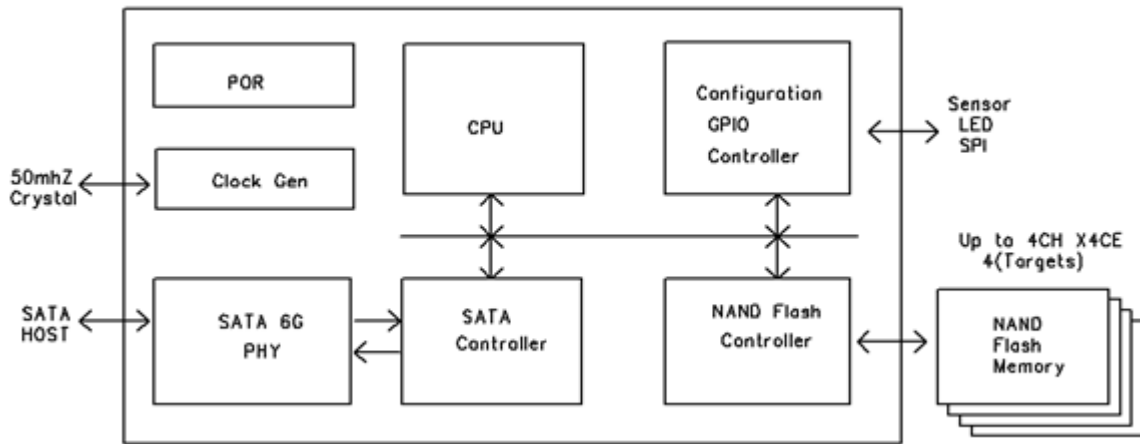 POR
CPU
Configuration
GPIO
Controller
Sensor
LED
SPI
50mhZ
Crystal
Clock Gen
Up to 4CH X4CE
4(Targets)
SATA
HOST
SATA 6G
PHY
SATA
Controller
NAND Flash
Controller
NAND
Flash
Memory